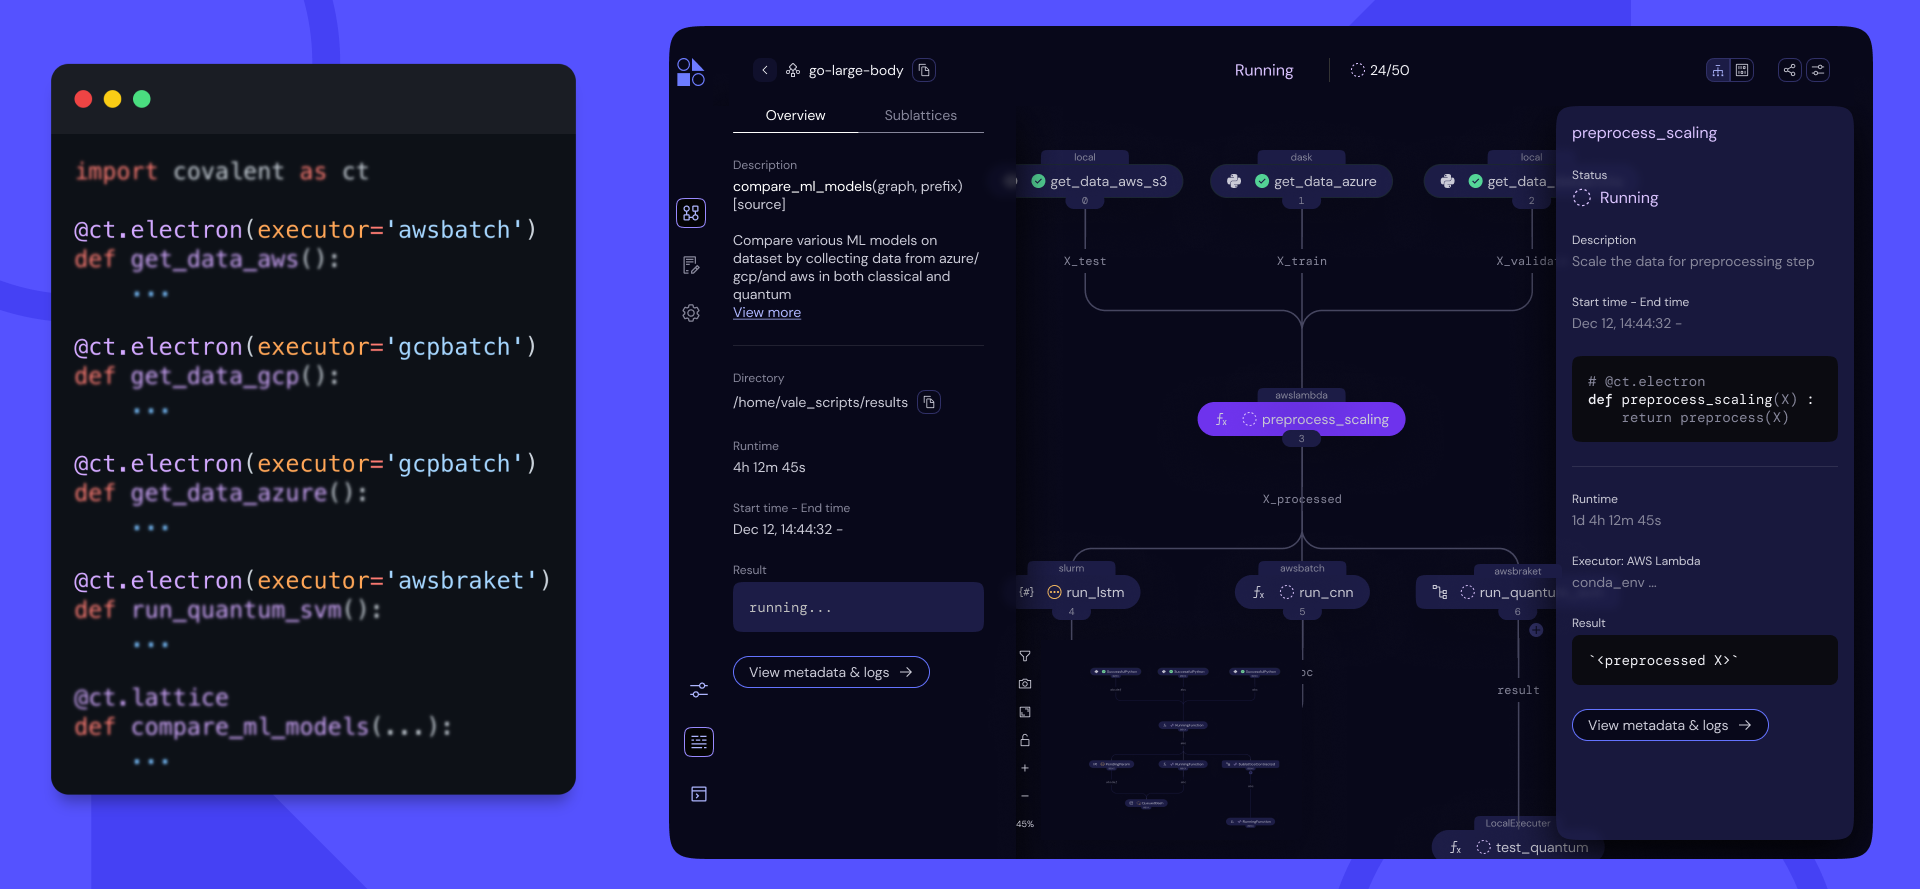 import covalent as ct
@ct.electron(executor='awsbatch')
def get_data_aws():
...
@ct.electron(executor='gcpbatch')
def get_data_gcp():
...
@ct.electron(executor='gcpbatch')
def get_data_azure():
...
@ct.electron(executor='awsbraket')
def run_quantum_svm():
...
@ct.lattice
def compare_ml_models(...):
...
go-large-body
Running
24/50
Overview
Sublattices
Description
compare_ml_models(graph, prefix)
[source]
Compare various ML models on
dataset by collecting data from azure/
gcp/and aws in both classical and
quantum
View more
Directory
/home/vale_scripts/results
Runtime
4h 12m 45s
Start time - End time
Dec 12, 14:44:32 -
Result
running...
View metadata & logs →
local
get_data_aws_s3
0
dask
get_data_azure
1
local
get_data_
2
X_test
X_train
X_valida
awslambda
preprocess_scaling
3
X_processed
slurm
{#} run_lstm
4
awsbatch
fx run_cnn
5
awsbraket
run_quantu
6
result
LocalExecuter
fx test_quantum
45%
preprocess_scaling
Status
Running
Description
Scale the data for preprocessing step
Start time - End time
Dec 12, 14:44:32 -
# @ct.electron
def preprocess_scaling(X) :
return preprocess(X)
Runtime
1d 4h 12m 45s
Executor: AWS Lambda
conda_env ...
Result
`<preprocessed X>`
View metadata & logs →